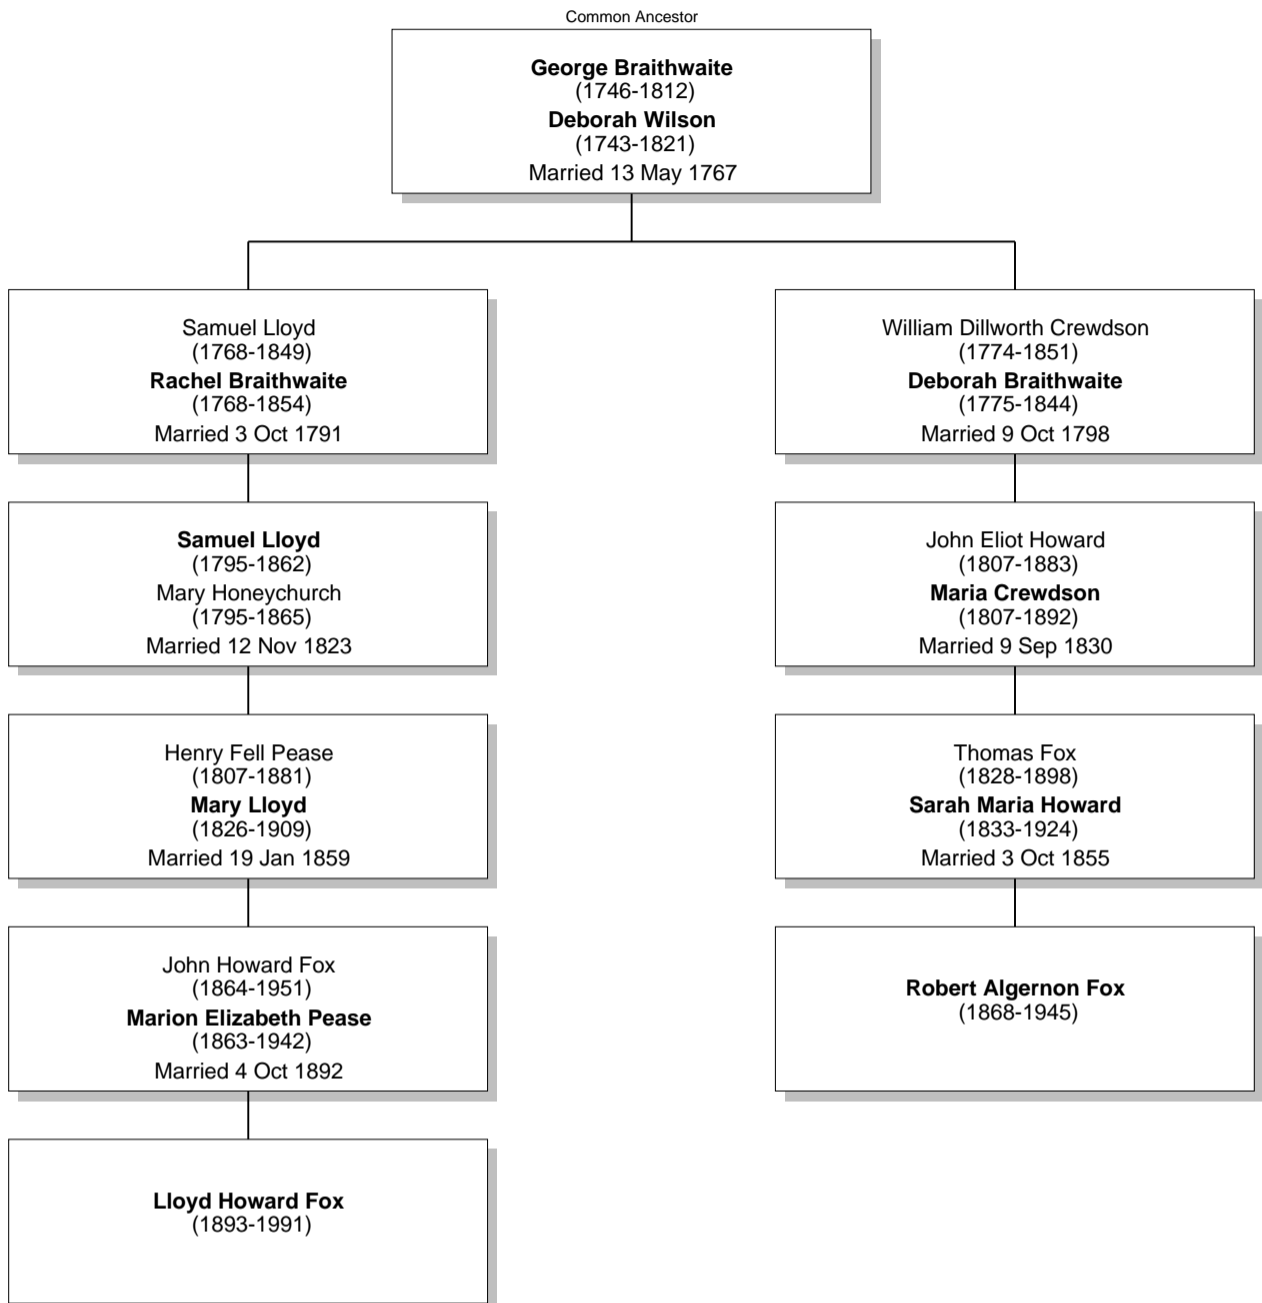 Common Ancestor
George Braithwaite
(1746-1812)
Deborah Wilson
(1743-1821)
Married 13 May 1767
Samuel Lloyd
(1768-1849)
Rachel Braithwaite
(1768-1854)
Married 3 Oct 1791
William Dillworth Crewdson
(1774-1851)
Deborah Braithwaite
(1775-1844)
Married 9 Oct 1798
Samuel Lloyd
(1795-1862)
Mary Honeychurch
(1795-1865)
Married 12 Nov 1823
John Eliot Howard
(1807-1883)
Maria Crewdson
(1807-1892)
Married 9 Sep 1830
Henry Fell Pease
(1807-1881)
Mary Lloyd
(1826-1909)
Married 19 Jan 1859
Thomas Fox
(1828-1898)
Sarah Maria Howard
(1833-1924)
Married 3 Oct 1855
John Howard Fox
(1864-1951)
Marion Elizabeth Pease
(1863-1942)
Married 4 Oct 1892
Robert Algernon Fox
(1868-1945)
Lloyd Howard Fox
(1893-1991)